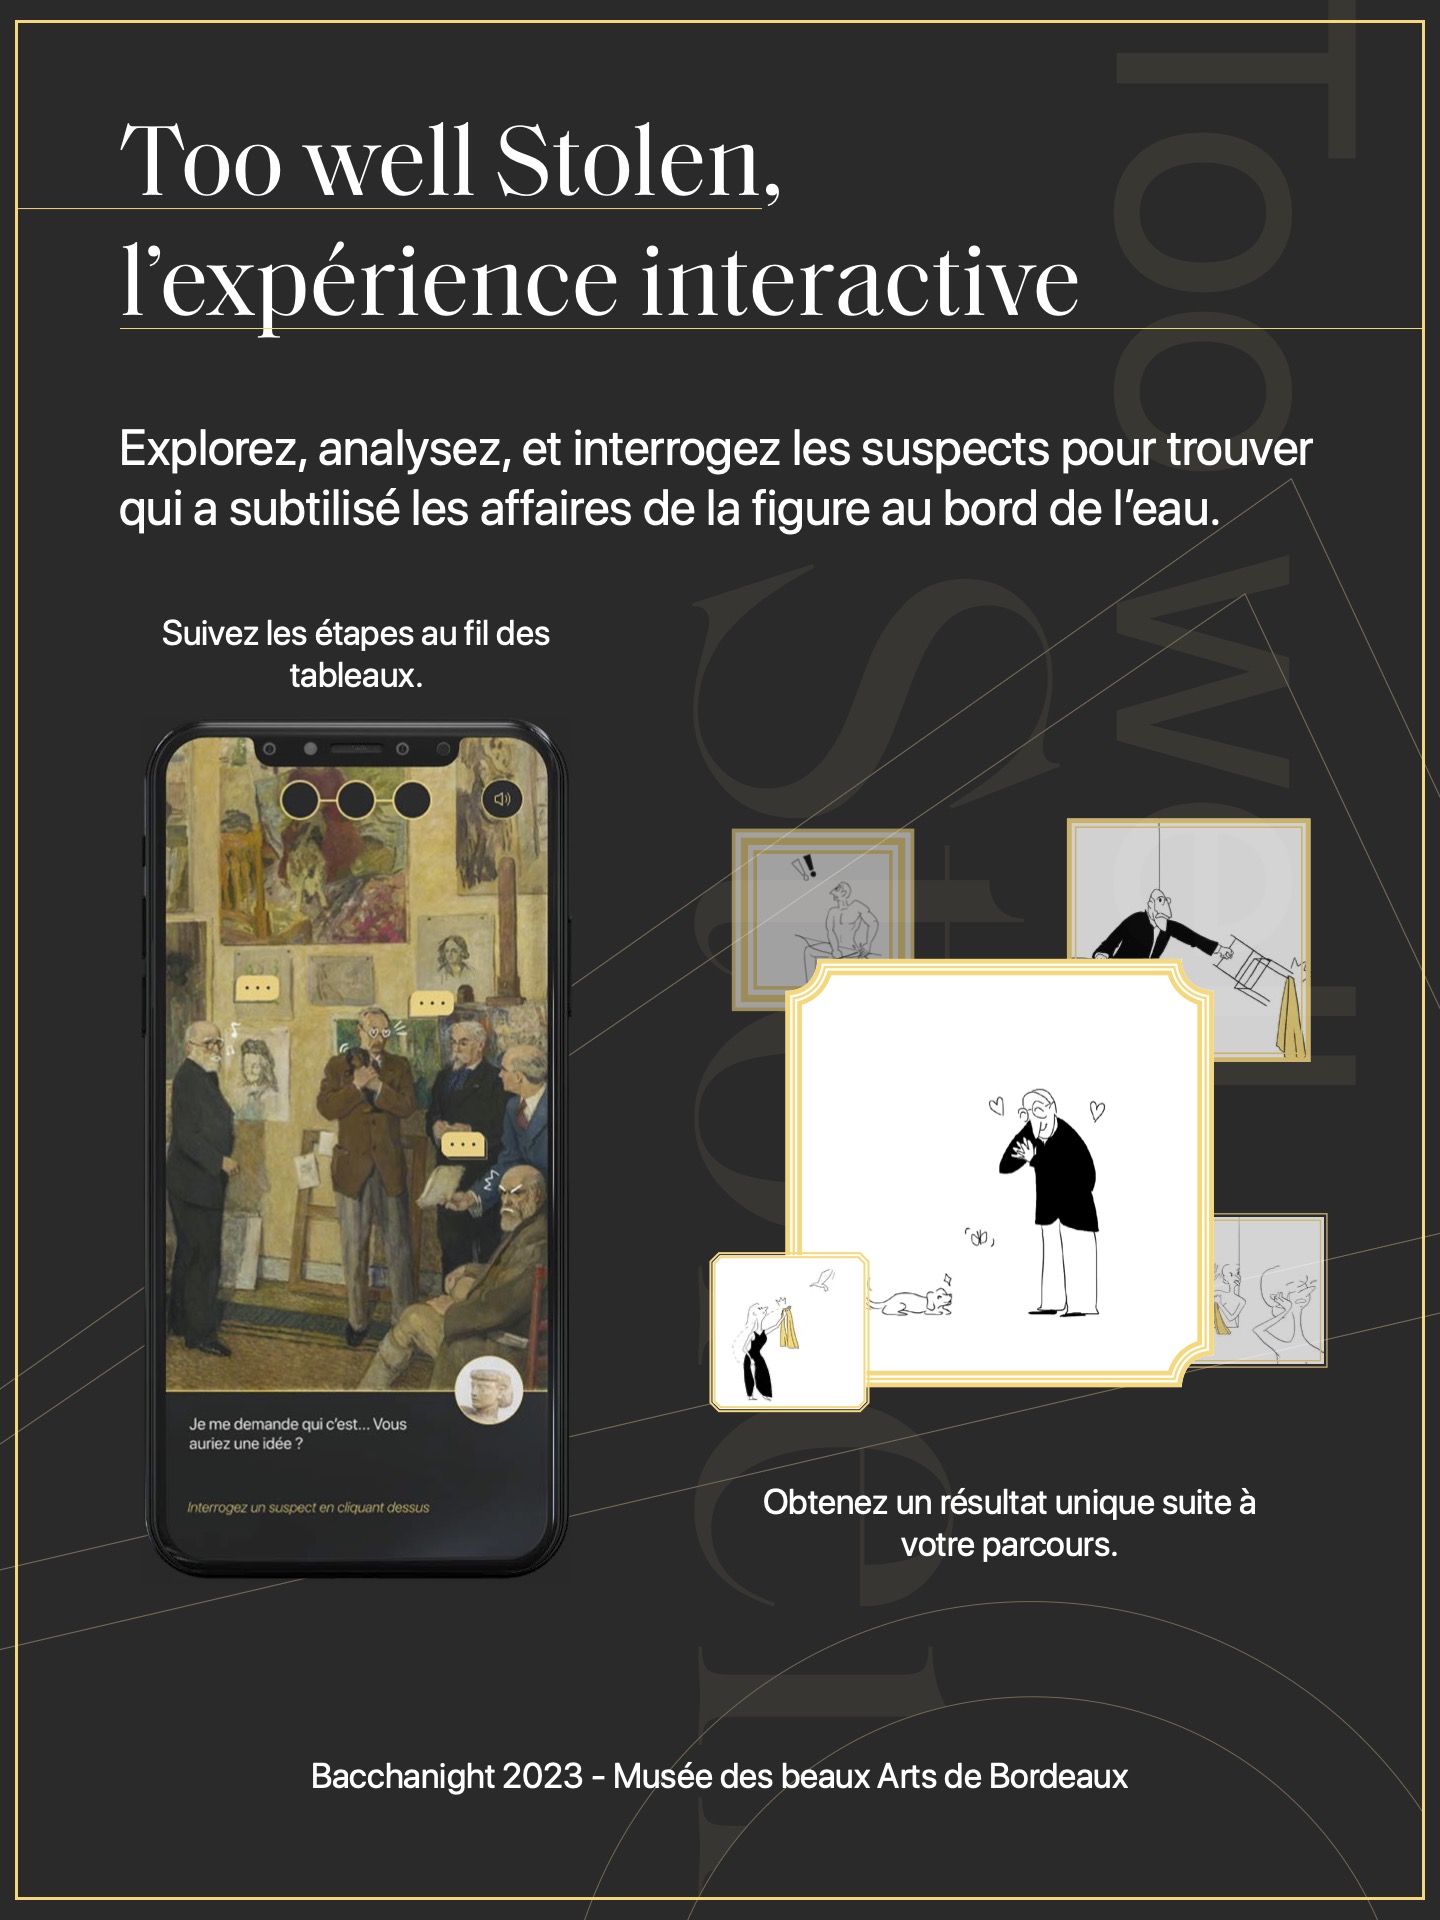 Too well Stolen,
l’expérience interactive
Explorez, analysez, et interrogez les suspects pour trouver
qui a subtilisé les affaires de la figure au bord de l’eau.
Suivez les étapes au fil des
tableaux.
Je me demande qui c’est... Vous
auriez une idée ?
Interrogez un suspect en cliquant dessus
Obtenez un résultat unique suite à
votre parcours.
Bacchanight 2023 - Musée des beaux Arts de Bordeaux
Too well
Stolen